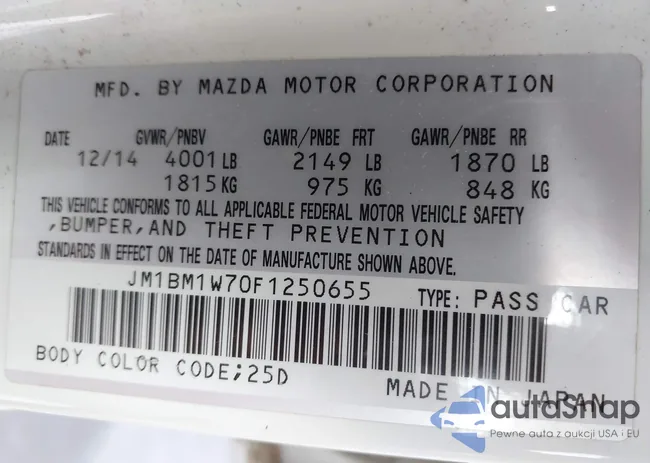 MFD. BY MAZDA MOTOR CORPORATION
DATE GVWR/PNBV GAWR/PNBE FRT GAWR/PNBE RR
12/14 4001 LB 2149 LB 1870 LB
1815 KG 975 KG 848 KG
THIS VEHICLE CONFORMS TO ALL APPLICABLE FEDERAL MOTOR VEHICLE SAFETY
,BUMPER,AND THEFT PREVENTION
STANDARDS IN EFFECT ON THE DATE OF MANUFACTURE SHOWN ABOVE.
JM1BM1W70F1250655 TYPE: PASS CAR
BODY COLOR CODE;25D
MADE IN JAPAN
autoSnap
Pewne auta z aukcji USA i EU